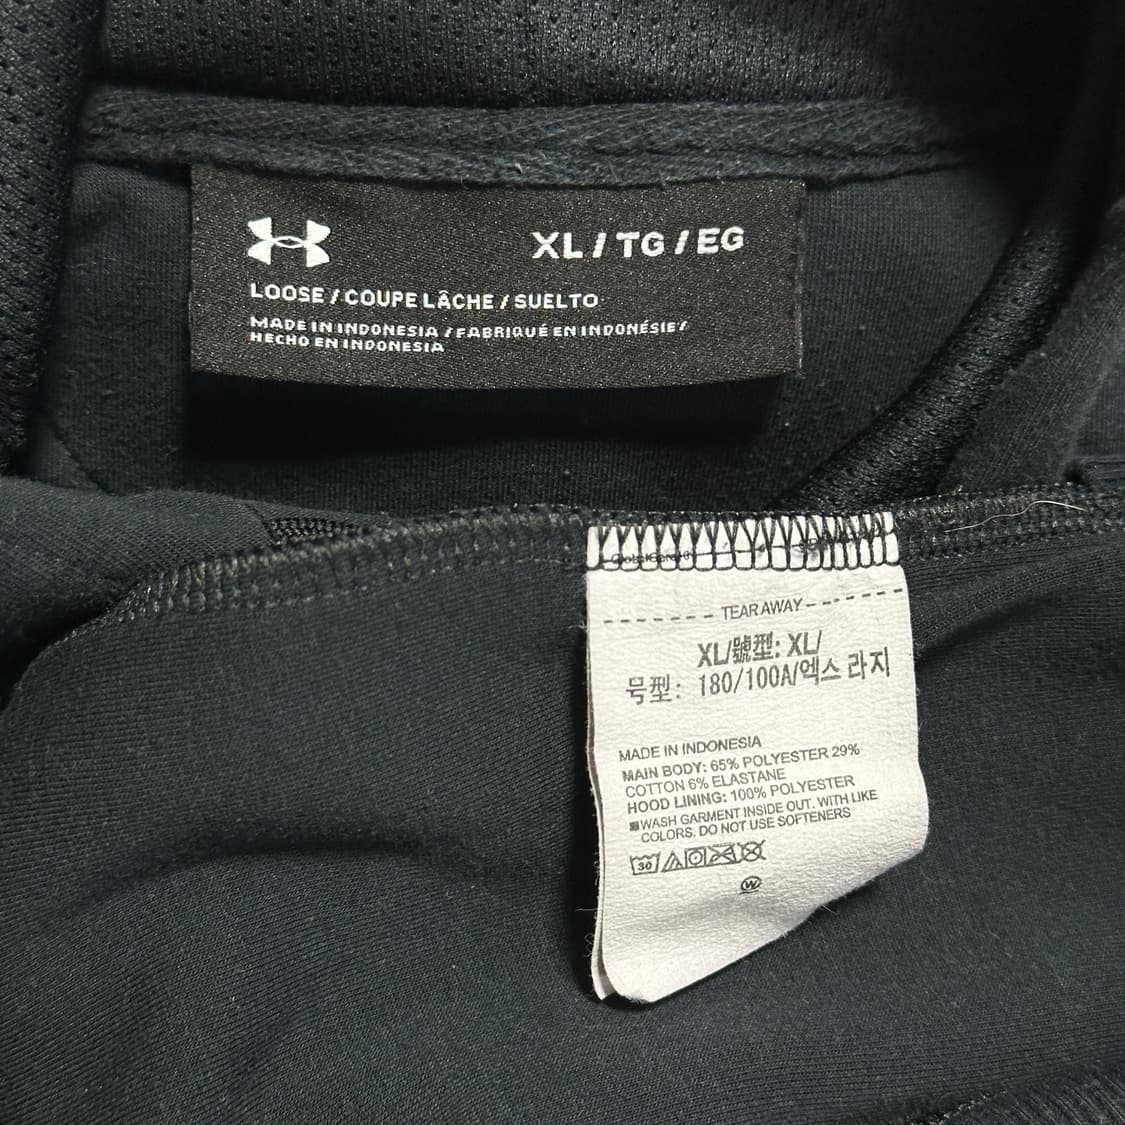 XL / TG / EG
LOOSE / COUPE LÂCHE / SUELTO
MADE IN INDONESIA / FABRIQUÉ EN INDONÉSIE /
HECHO EN INDONESIA
TEAR AWAY
XL/號型: XL/
号型: 180/100A/엑스 라지
MADE IN INDONESIA
MAIN BODY: 65% POLYESTER 29%
COTTON 6% ELASTANE
HOOD LINING: 100% POLYESTER
WASH GARMENT INSIDE OUT. WITH LIKE
COLORS. DO NOT USE SOFTENERS
30
W